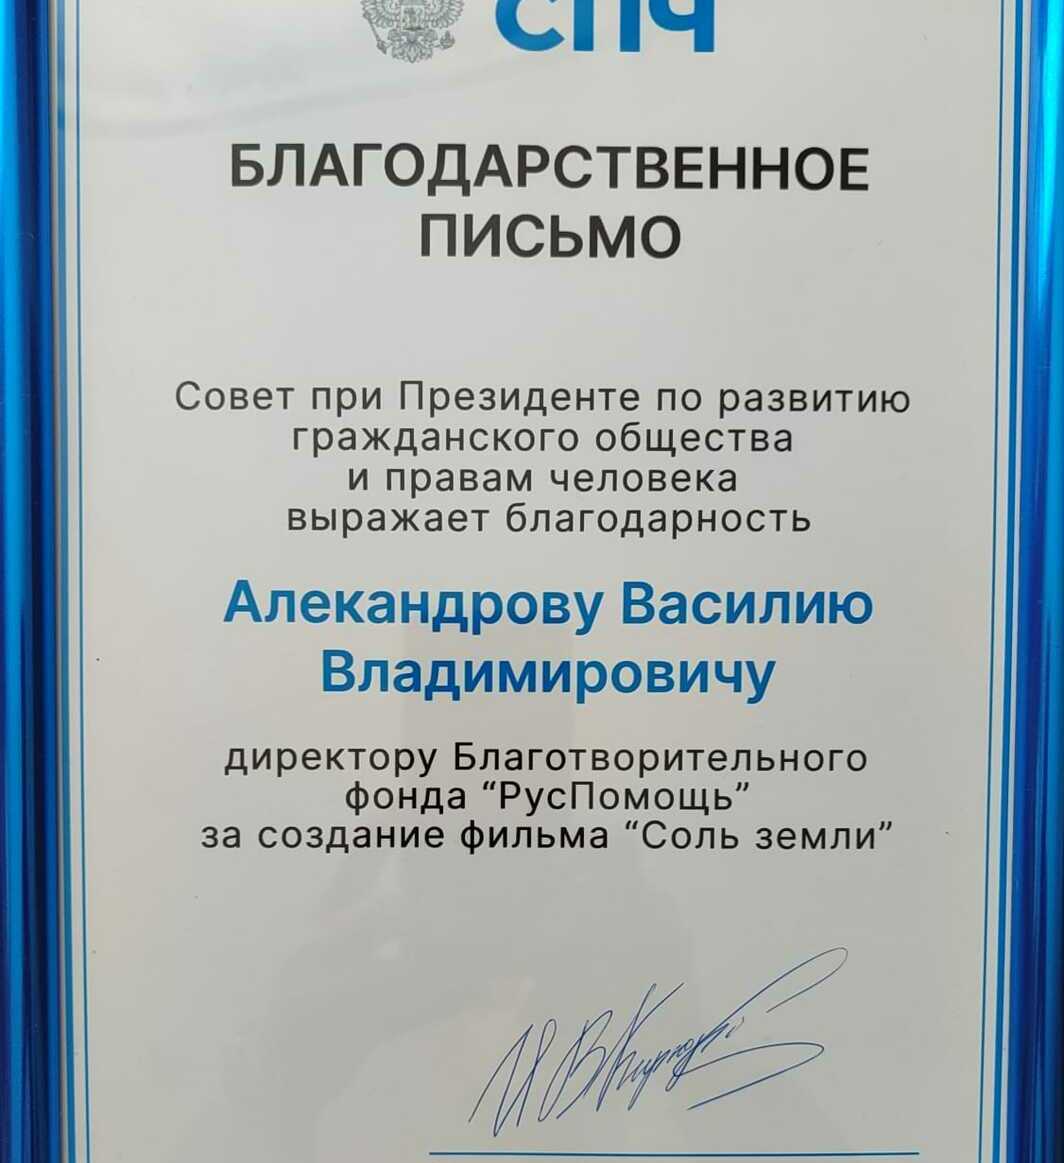 СПЧ
БЛАГОДАРСТВЕННОЕ
ПИСЬМО
Совет при Президенте по развитию
гражданского общества
и правам человека
выражает благодарность
Алекандрову Василию
Владимировичу
директору Благотворительного
фонда “РусПомощь”
за создание фильма “Соль земли”